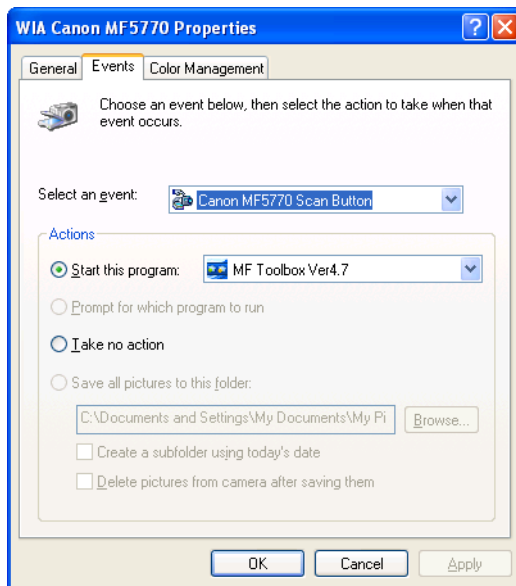 WIA Canon MF5770 Properties
General Events Color Management
Choose an event below, then select the action to take when that
event occurs.
Select an event: Canon MF5770 Scan Button
Actions
Start this program: MF Toolbox Ver4.7
Prompt for which program to run
Take no action
Save all pictures to this folder:
C:\Documents and Settings\My Documents\My Pi Browse...
Create a subfolder using today's date
Delete pictures from camera after saving them
OK Cancel Apply